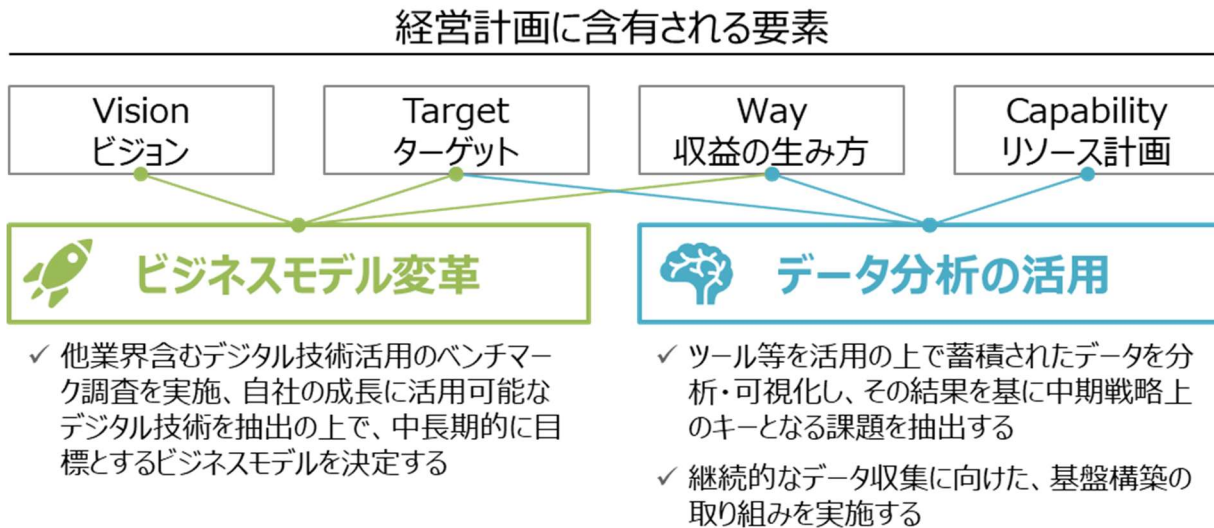 経営計画に含有される要素
Vision
ビジョン
Target
ターゲット
Way
収益の生み方
Capability
リソース計画
ビジネスモデル変革
✓ 他業界含むデジタル技術活用のベンチマー
ク調査を実施、自社の成長に活用可能な
デジタル技術を抽出の上で、中長期的に目
標とするビジネスモデルを決定する
データ分析の活用
✓ ツール等を活用の上で蓄積されたデータを分
析・可視化し、その結果を基に中期戦略上
のキーとなる課題を抽出する
✓ 継続的なデータ収集に向けた、基盤構築の
取り組みを実施する